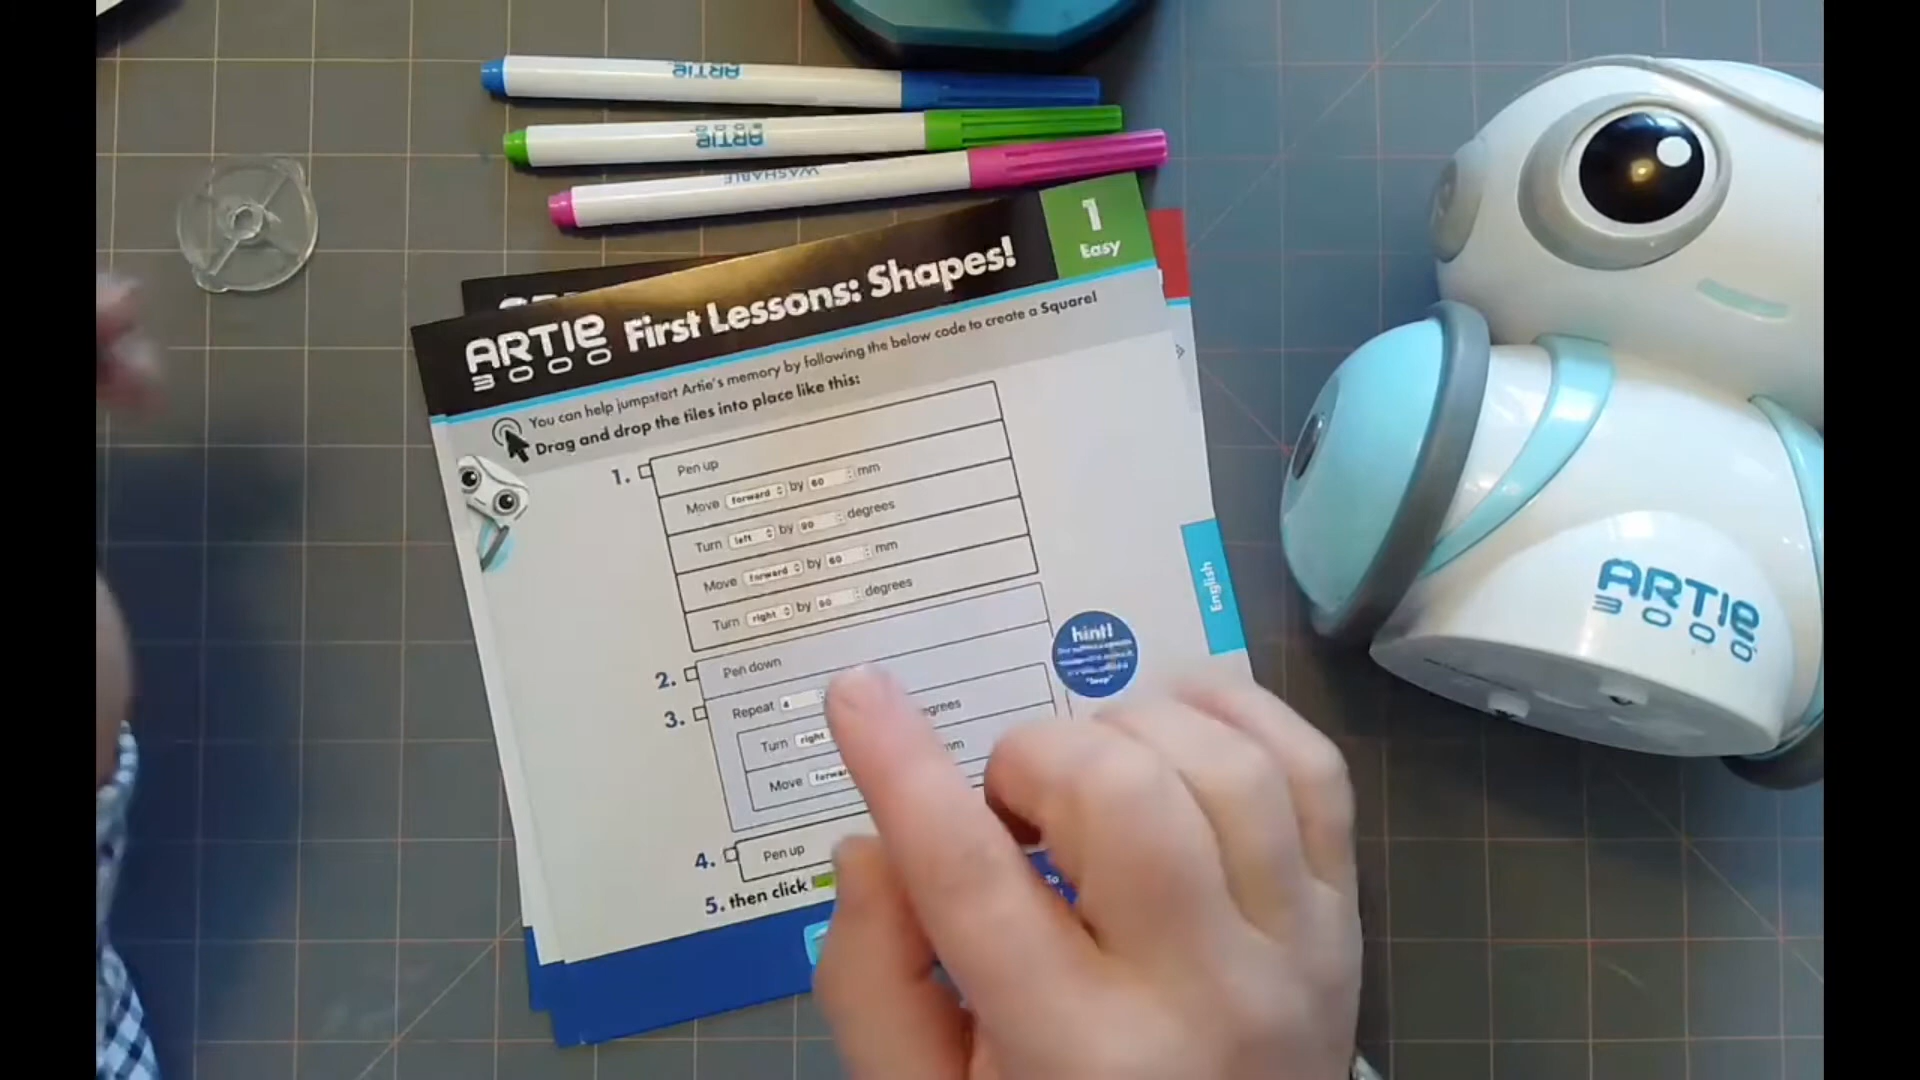 ARTIE
ARTIE
3000
WASHABLE
1
Easy
ARTIE
3000
First Lessons: Shapes!
You can help jumpstart Artie's memory by following the below code to create a Square!
Drag and drop the tiles into place like this:
1. Pen up
Move forward by 60 mm
Turn left by 90 degrees
Move forward by 60 mm
Turn right by 90 degrees
2. Pen down
3. Repeat 4
Turn right degrees
Move mm
4. Pen up
5. then click
hint!
"loop"
To
English
ARTIE
3000